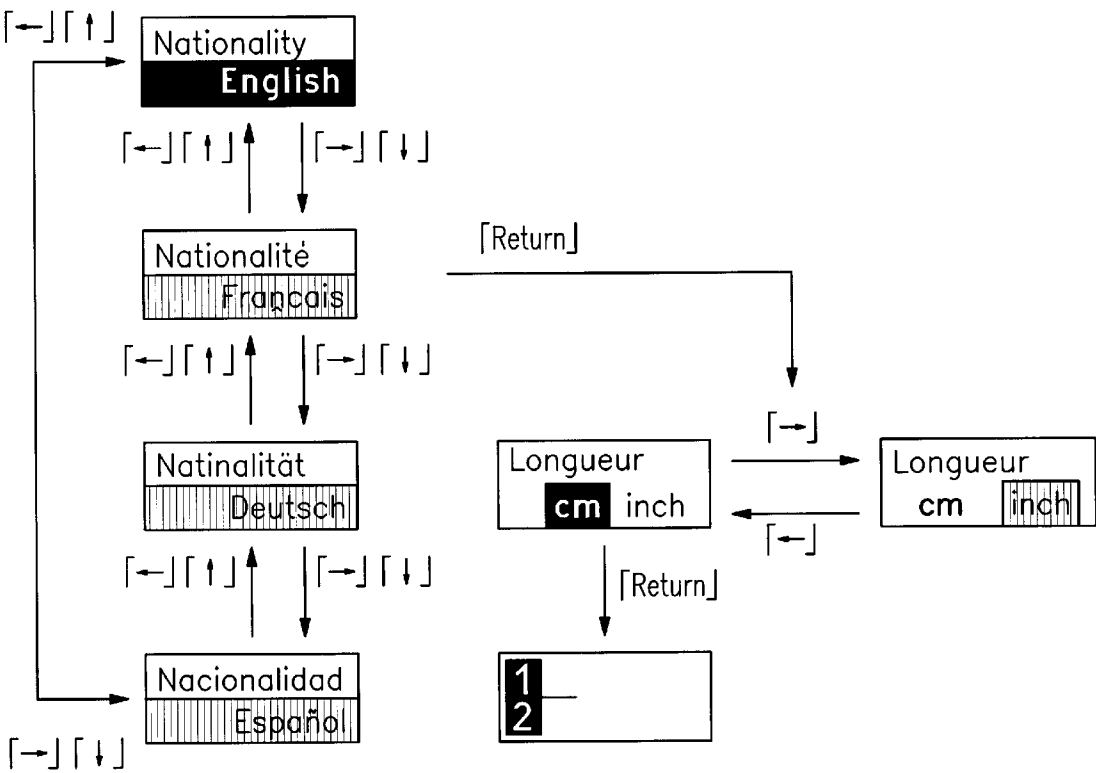 ⌈←⌋⌈↑⌋
Nationality
English
⌈←⌋⌈↑⌋ ⌈→⌋⌈↓⌋
Nationalité
Français
⌈Return⌋
⌈←⌋⌈↑⌋ ⌈→⌋⌈↓⌋
Natinalität
Deutsch
⌈←⌋⌈↑⌋ ⌈→⌋⌈↓⌋
Nacionalidad
Español
⌈→⌋⌈↓⌋
Longueur
cm inch
⌈→⌋
⌈←⌋
Longueur
cm inch
⌈Return⌋
1
2